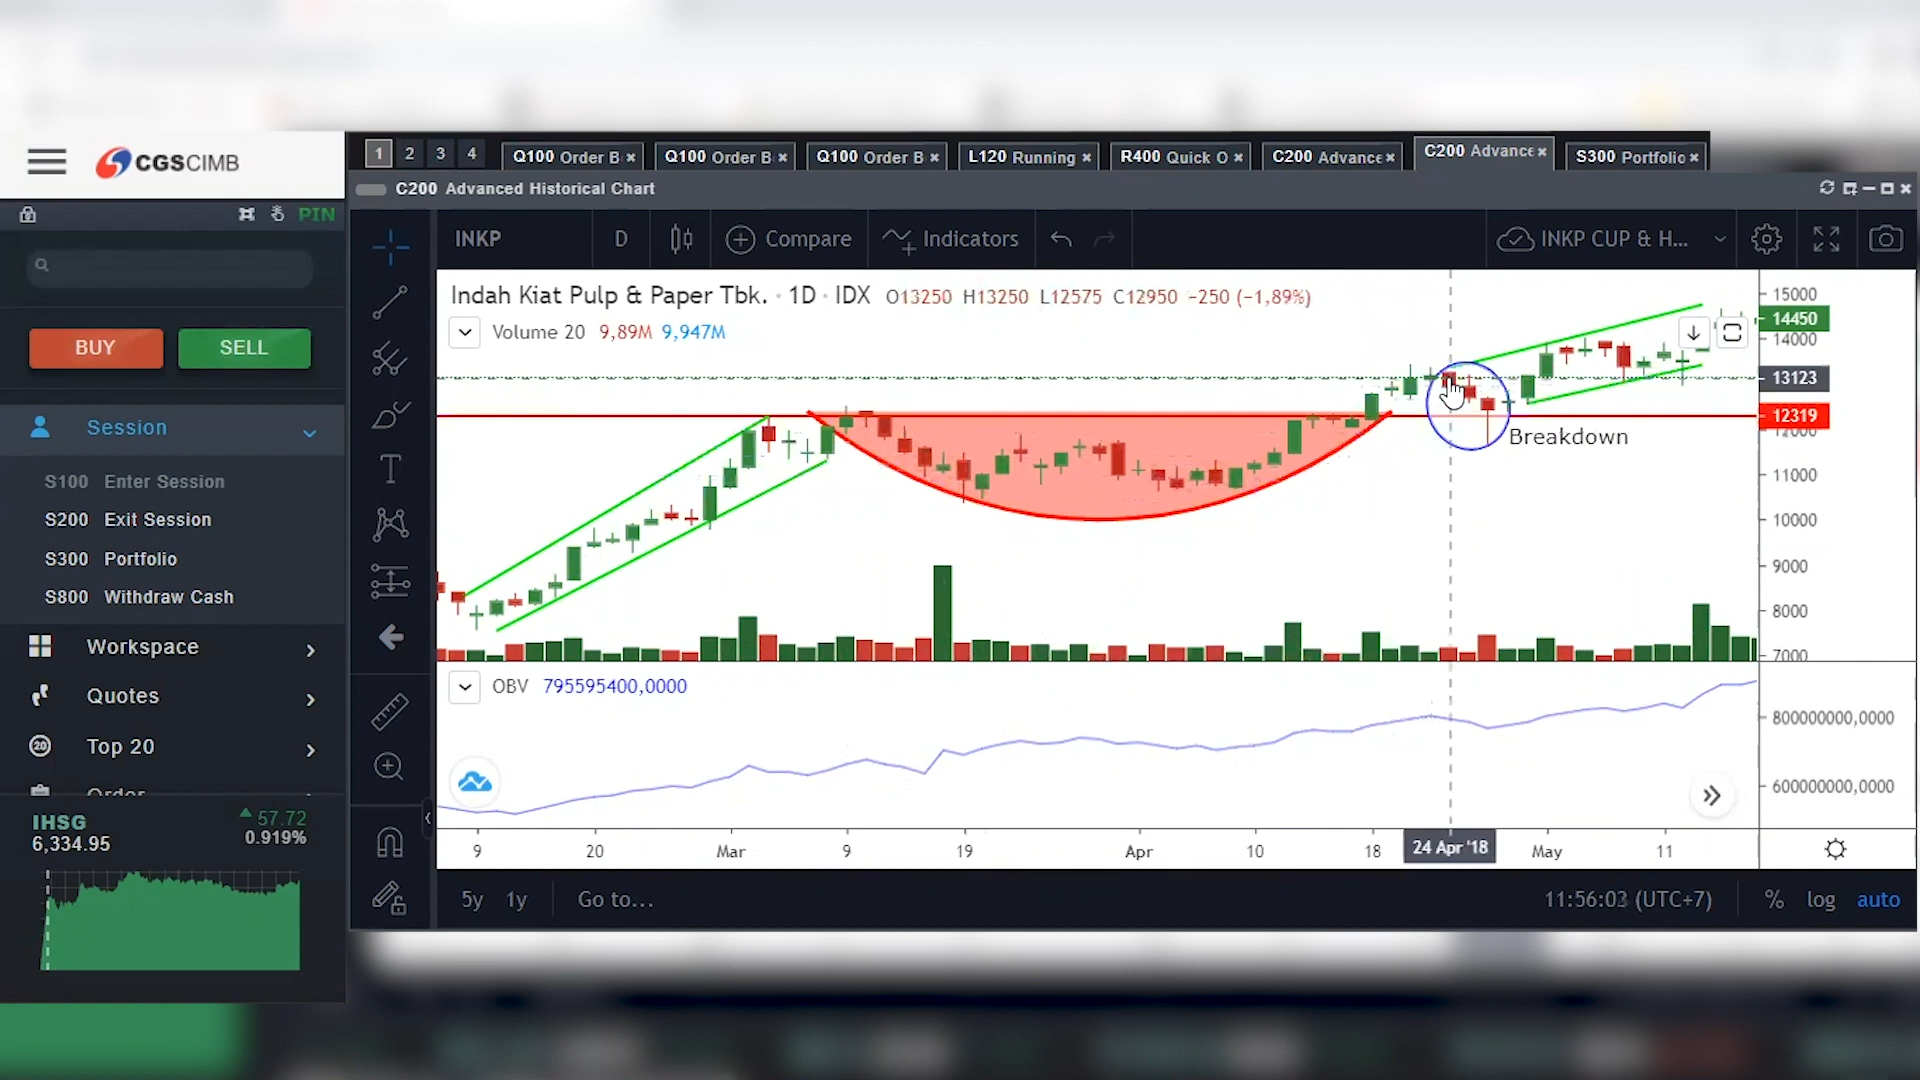 CGSCIMB
1 2 3 4 Q100 Order B Q100 Order B Q100 Order B L120 Running R400 Quick O C200 Advance C200 Advance S300 Portfolio
C200 Advanced Historical Chart
PIN
INKP D Compare Indicators INKP CUP & H...
BUY SELL
Session
S100 Enter Session
S200 Exit Session
S300 Portfolio
S800 Withdraw Cash
Workspace
Quotes
Top 20
Order
IHSG 57.72
6,334.95 0.919%
Indah Kiat Pulp & Paper Tbk. · 1D · IDX O13250 H13250 L12575 C12950 −250 (−1,89%)
Volume 20 9,89M 9,947M
Breakdown
15000
14450
14000
13123
12319
12000
11000
10000
9000
8000
7000
OBV 795595400,0000
800000000,0000
600000000,0000
9 20 Mar 9 19 Apr 10 18 24 Apr '18 May 11
5y 1y Go to... 11:56:03 (UTC+7) % log auto